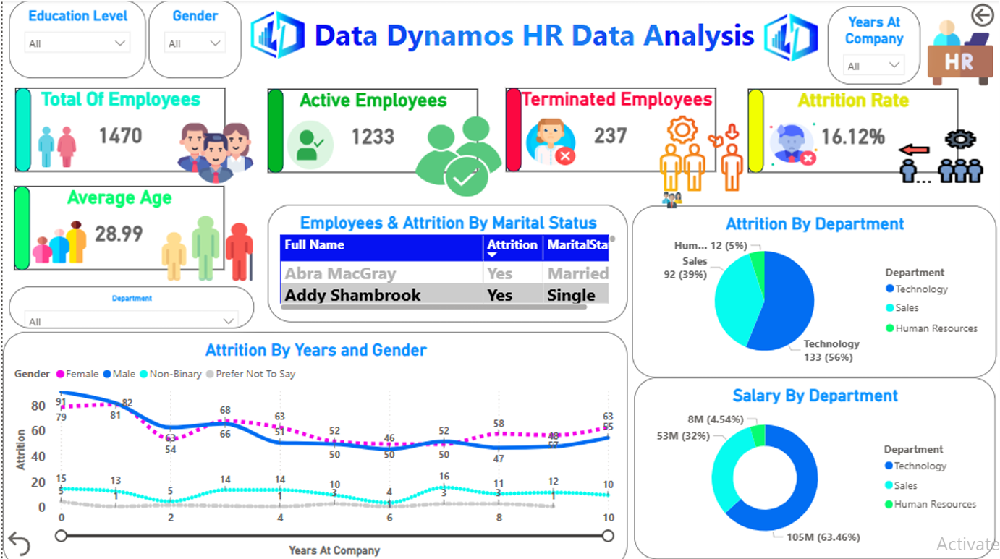 Education Level
All
Gender
All
Data Dynamos HR Data Analysis
Years At
Company
All
HR
Total Of Employees
1470
Active Employees
1233
Terminated Employees
237
Attrition Rate
16.12%
Average Age
28.99
Department
All
Employees & Attrition By Marital Status
Full Name Attrition MaritalSta
Abra MacGray Yes Married
Addy Shambrook Yes Single
Attrition By Department
Hum... 12 (5%)
Sales
92 (39%)
Technology
133 (56%)
Department
Technology
Sales
Human Resources
Attrition By Years and Gender
Gender Female Male Non-Binary Prefer Not To Say
Attrition
80
60
40
20
0
91 82 68 63 52 46 52 58 63
79 81 63 54 66 51 50 50 50 47 55
15 13 5 14 14 10 4 16 11 12 10
5 1 1 3 1 3 3 1
0 2 4 6 8 10
Years At Company
Salary By Department
8M (4.54%)
53M (32%)
105M (63.46%)
Department
Technology
Sales
Human Resources
Activate